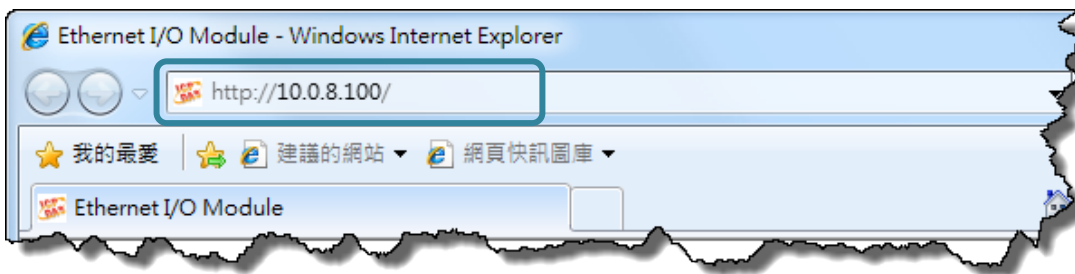 Ethernet I/O Module - Windows Internet Explorer
http://10.0.8.100/
我的最愛 建議的網站 ▼ 網頁快訊圖庫 ▼
Ethernet I/O Module